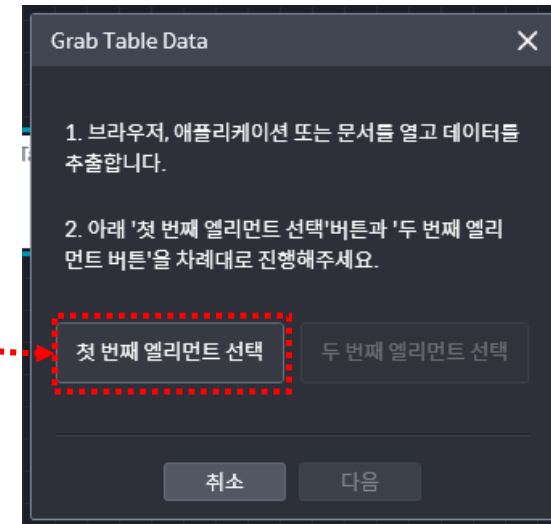 Grab Table Data
1. 브라우저, 애플리케이션 또는 문서를 열고 데이터를
추출합니다.
2. 아래 '첫 번째 엘리먼트 선택'버튼과 '두 번째 엘리
먼트 버튼'을 차례대로 진행해주세요.
첫 번째 엘리먼트 선택
두 번째 엘리먼트 선택
취소
다음